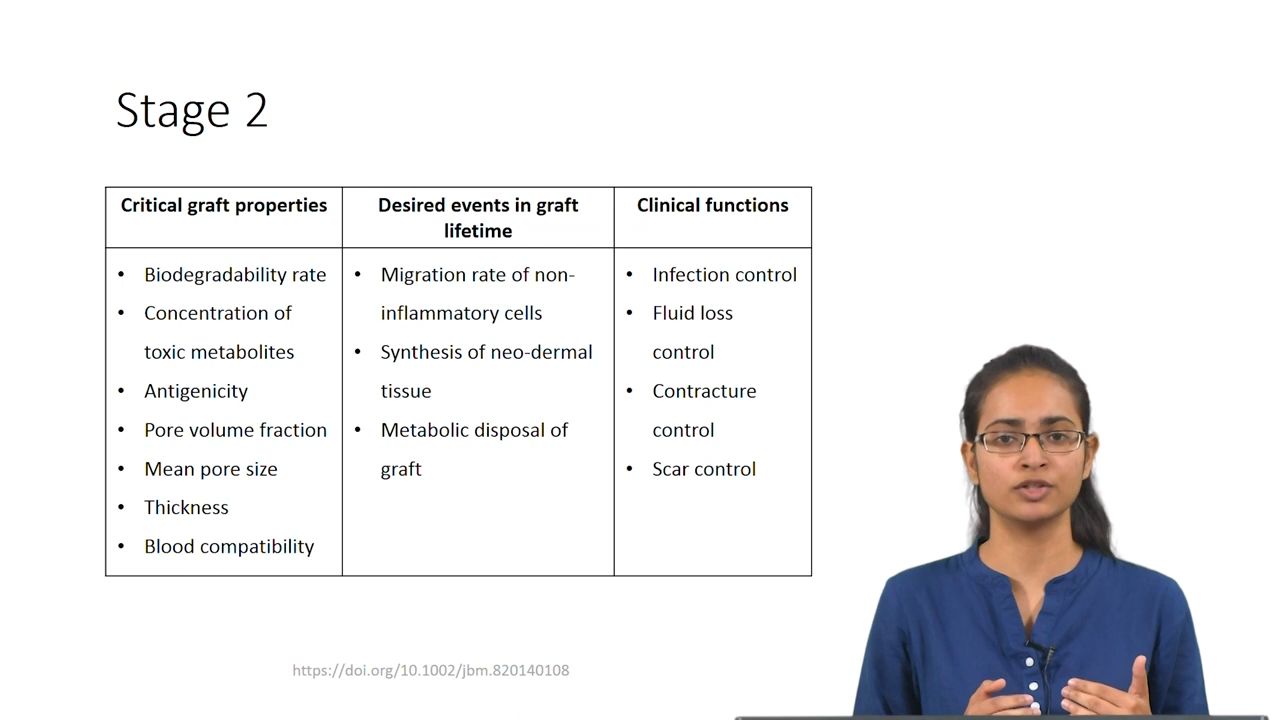 Stage 2
Critical graft properties
Desired events in graft
lifetime
Clinical functions
• Biodegradability rate
• Concentration of
toxic metabolites
• Antigenicity
• Pore volume fraction
• Mean pore size
• Thickness
• Blood compatibility
• Migration rate of non-
inflammatory cells
• Synthesis of neo-dermal
tissue
• Metabolic disposal of
graft
• Infection control
• Fluid loss
control
• Contracture
control
• Scar control
https://doi.org/10.1002/jbm.820140108